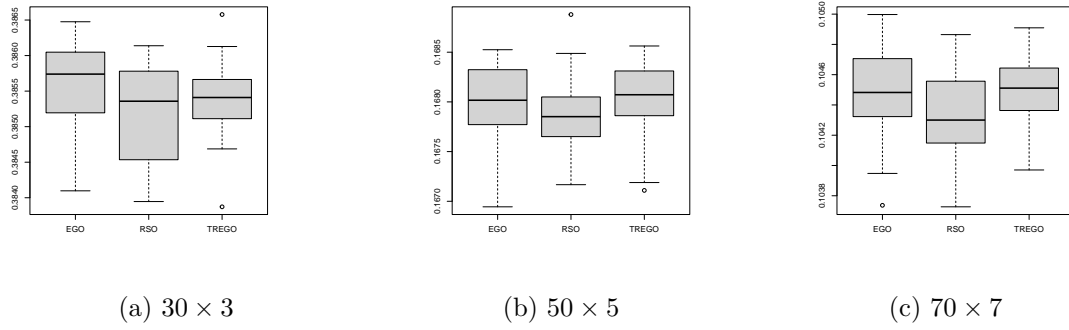 0.3865
0.3860
0.3855
0.3850
0.3845
0.3840
EGO
RSO
TREGO
(a) 30 × 3
0.1685
0.1680
0.1675
0.1670
EGO
RSO
TREGO
(b) 50 × 5
0.1050
0.1046
0.1042
0.1038
EGO
RSO
TREGO
(c) 70 × 7